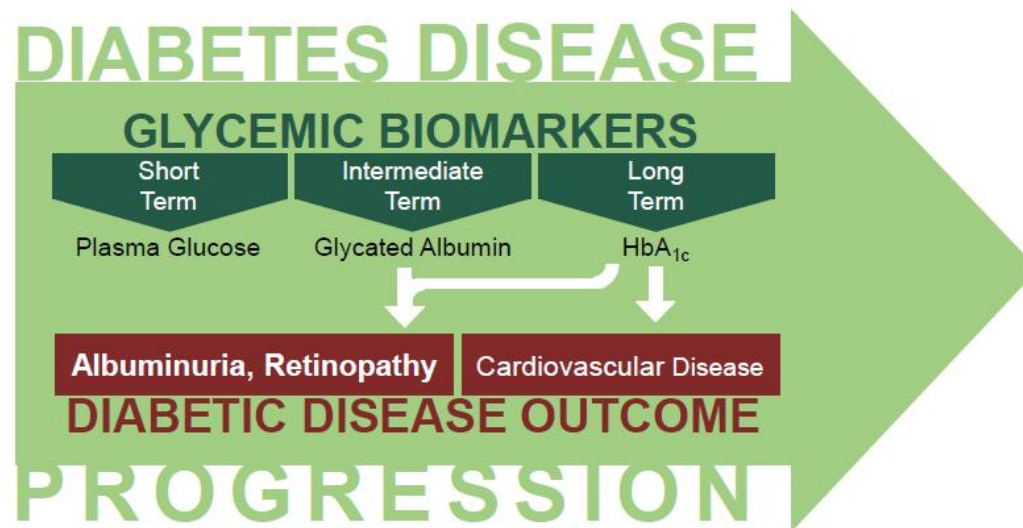 DIABETES DISEASE
GLYCEMIC BIOMARKERS
Short
Term
Intermediate
Term
Long
Term
Plasma Glucose
Glycated Albumin
HbA1c
Albuminuria, Retinopathy
Cardiovascular Disease
DIABETIC DISEASE OUTCOME
PROGRESSION